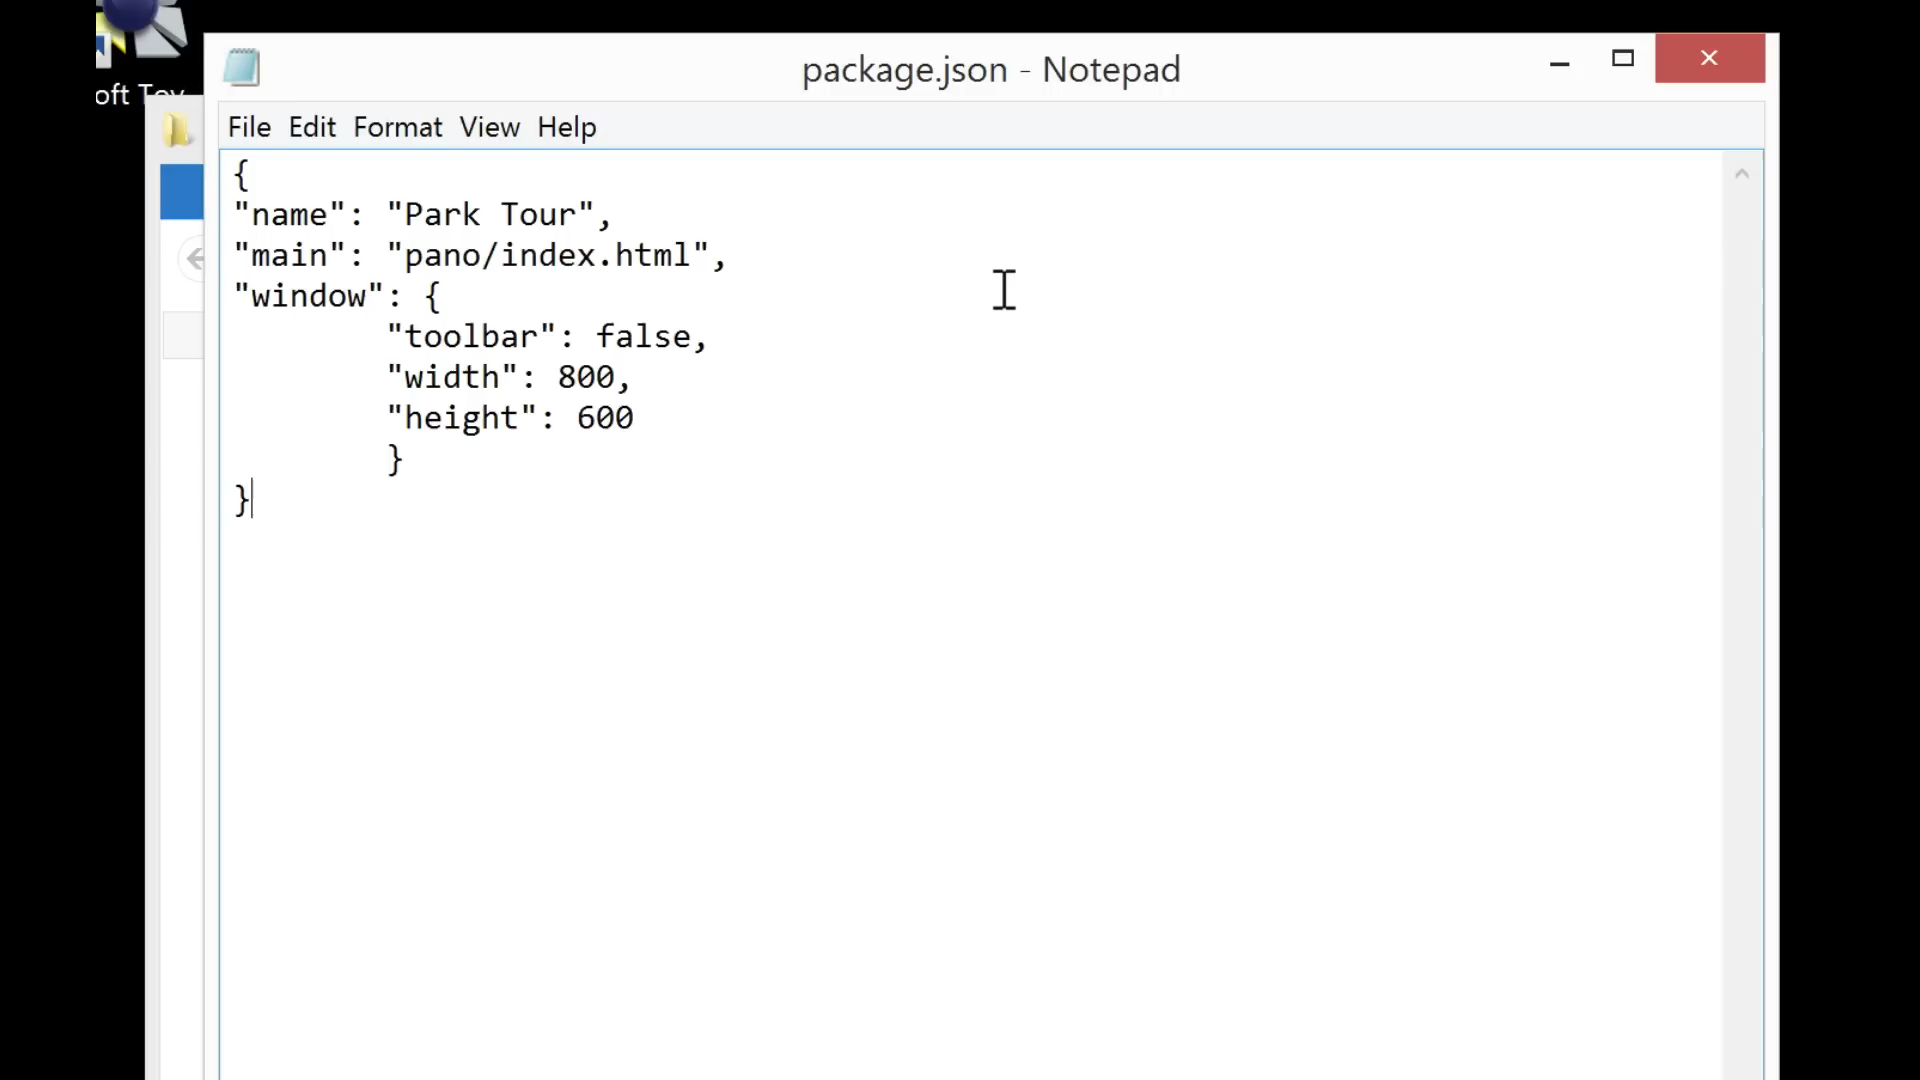 package.json - Notepad
oft Toy
File Edit Format View Help
{
"name": "Park Tour",
"main": "pano/index.html",
"window": {
"toolbar": false,
"width": 800,
"height": 600
}
}